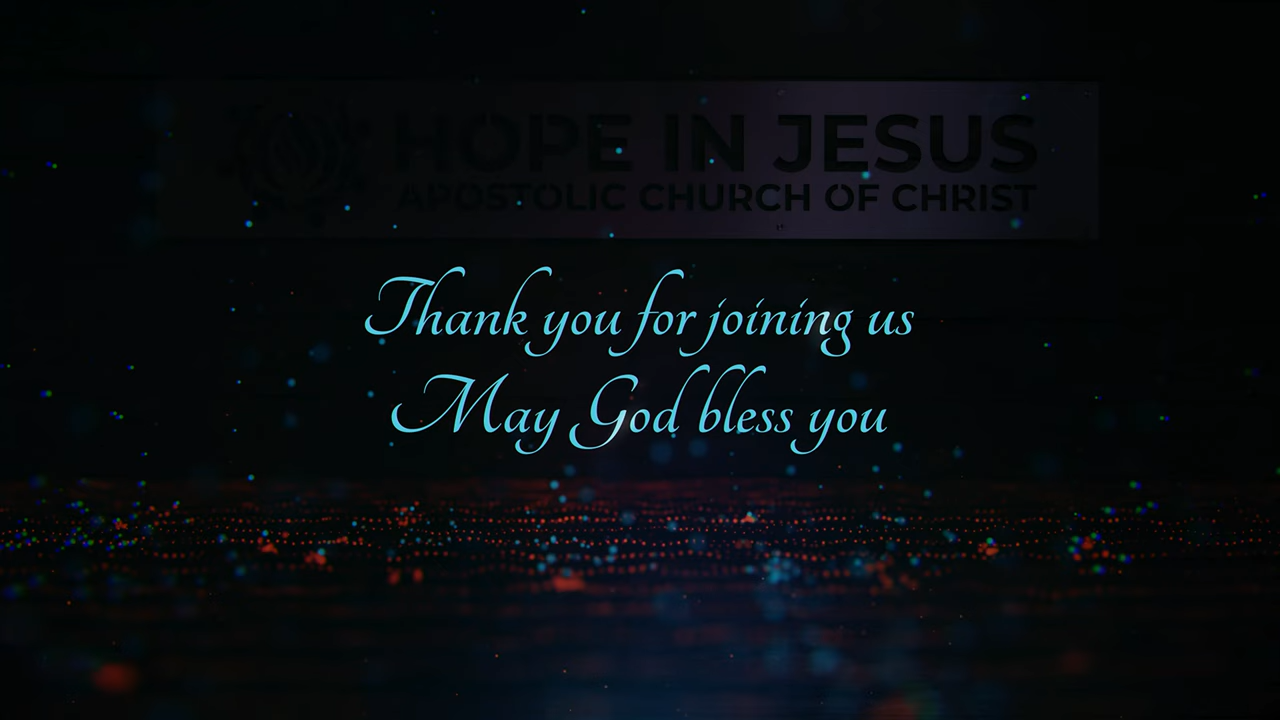 HOPE IN JESUS
APOSTOLIC CHURCH OF CHRIST
Thank you for joining us
May God bless you